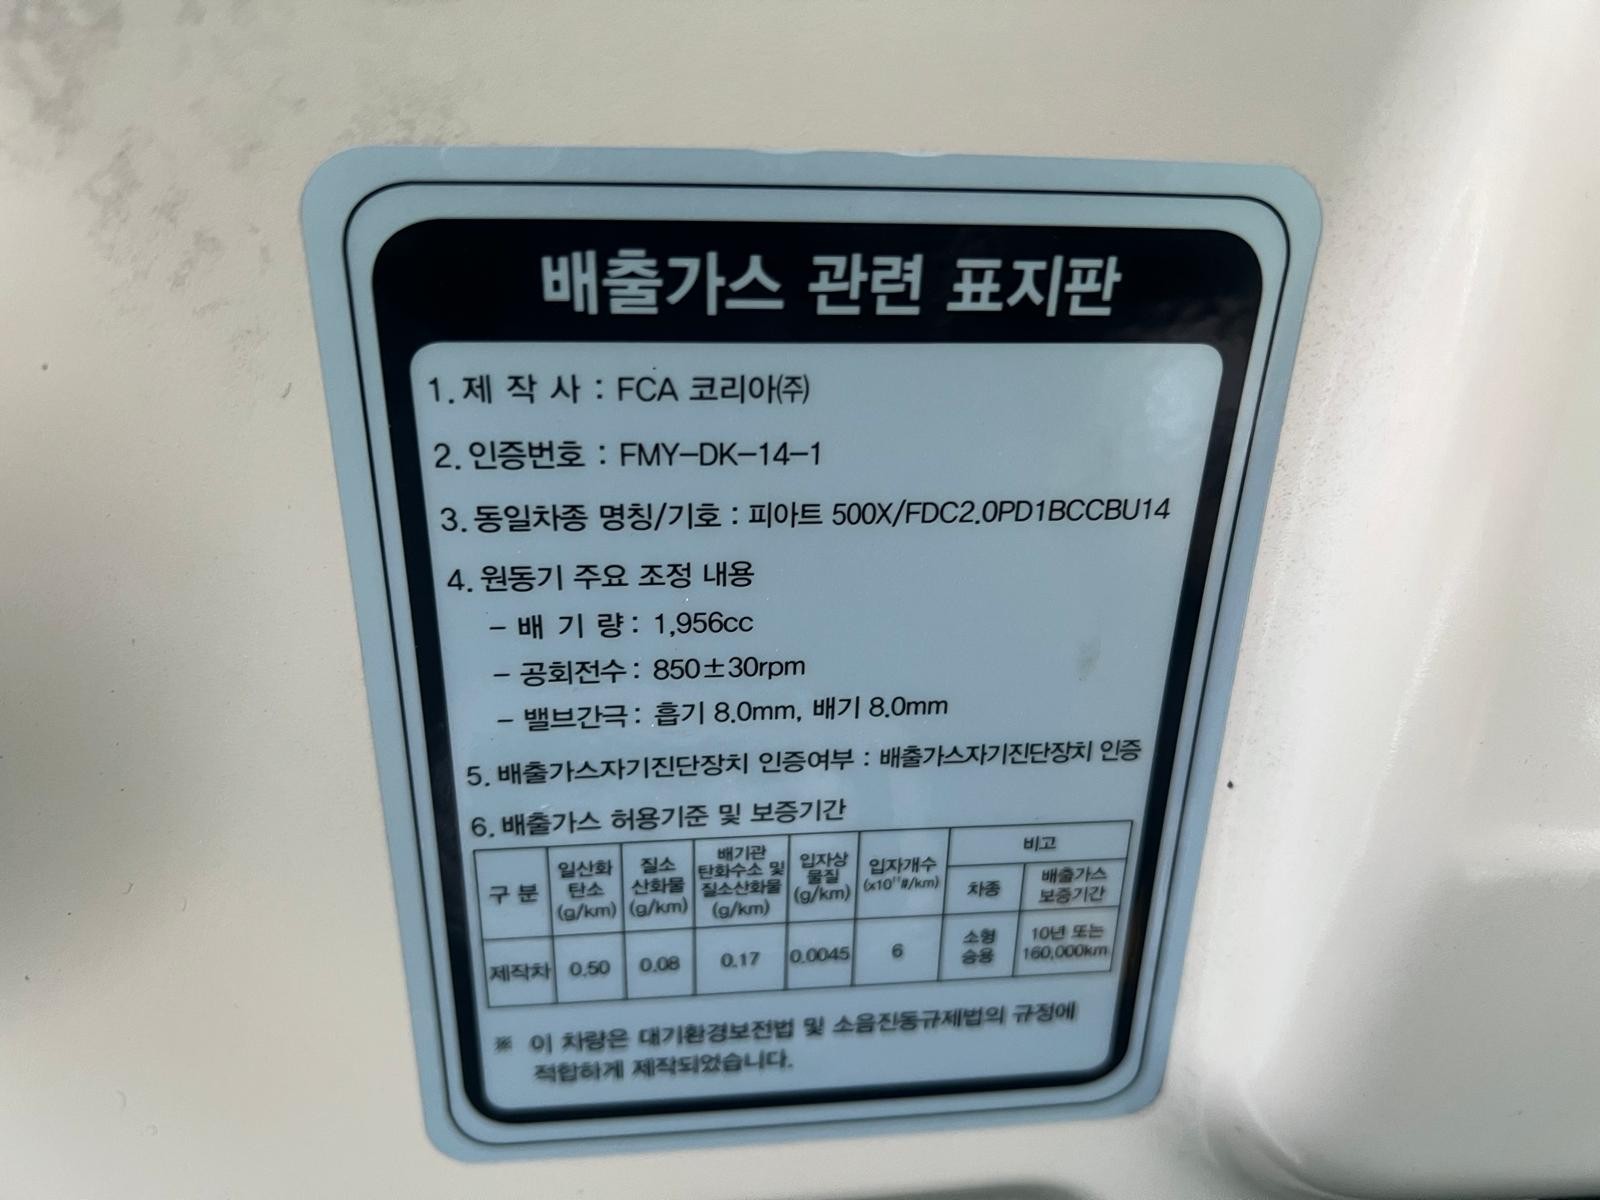 배출가스 관련 표지판
1. 제 작 사 : FCA 코리아㈜
2. 인증번호 : FMY-DK-14-1
3. 동일차종 명칭/기호 : 피아트 500X/FDC2.0PD1BCCBU14
4. 원동기 주요 조정 내용
- 배 기 량 : 1,956cc
- 공회전수 : 850±30rpm
- 밸브간극 : 흡기 8.0mm, 배기 8.0mm
5. 배출가스자기진단장치 인증여부 : 배출가스자기진단장치 인증
6. 배출가스 허용기준 및 보증기간
구 분
일산화
탄소
(g/km)
질소
산화물
(g/km)
배기관
탄화수소 및
질소산화물
(g/km)
입자상
물질
(g/km)
입자개수
(x10¹¹#/km)
비고
차종
배출가스
보증기간
제작차
0.50
0.08
0.17
0.0045
6
소형
승용
10년 또는
160,000km
※ 이 차량은 대기환경보전법 및 소음진동규제법의 규정에
적합하게 제작되었습니다.